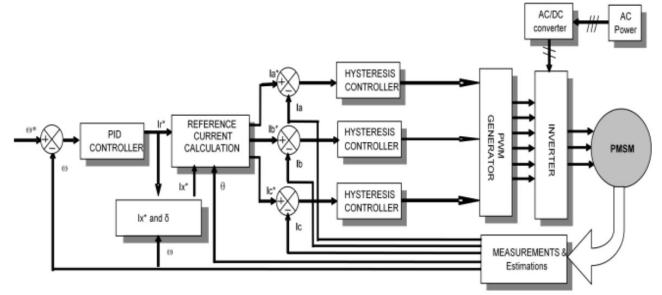 AC/DC
converter
AC
Power
Ia*
HYSTERESIS
CONTROLLER
Ia
ω*
PID
CONTROLLER
Ir*
REFERENCE
CURRENT
CALCULATION
Ib*
HYSTERESIS
CONTROLLER
PWM
GENERATOR
INVERTER
PMSM
ω
Ib
Ix*
θ
Ic*
HYSTERESIS
CONTROLLER
Ix* and δ
Ic
ω
MEASUREMENTS &
Estimations